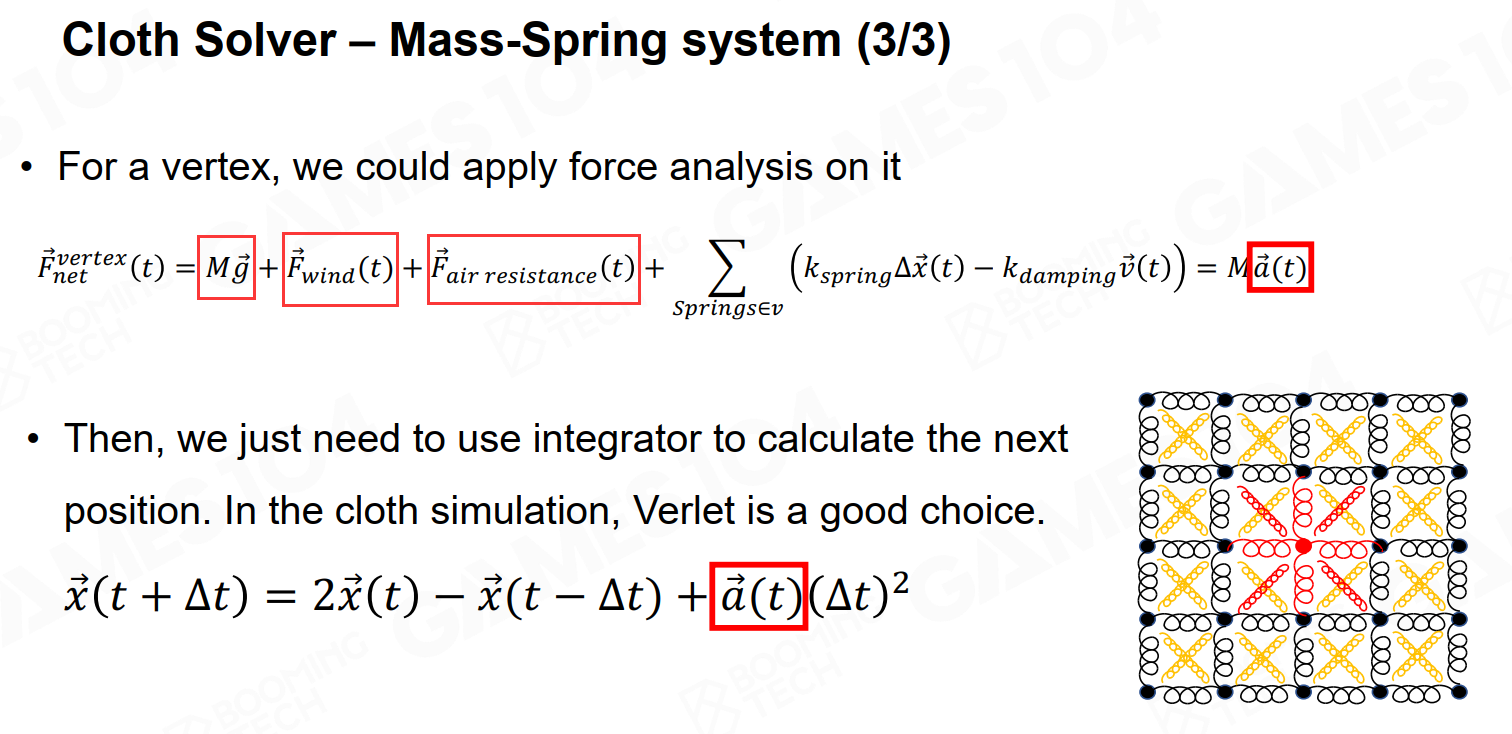 Cloth Solver – Mass-Spring system (3/3)
• For a vertex, we could apply force analysis on it
$\vec{F}_{net}^{vertex}(t) = M\vec{g} + \vec{F}_{wind}(t) + \vec{F}_{air\ resistance}(t) + \sum_{Springs \in v} \left( k_{spring}\Delta\vec{x}(t) - k_{damping}\vec{v}(t) \right) = M\vec{a}(t)$
• Then, we just need to use integrator to calculate the next
position. In the cloth simulation, Verlet is a good choice.
$\vec{x}(t + \Delta t) = 2\vec{x}(t) - \vec{x}(t - \Delta t) + \vec{a}(t)(\Delta t)^2$
GAMES 104
BOOMING
TECH